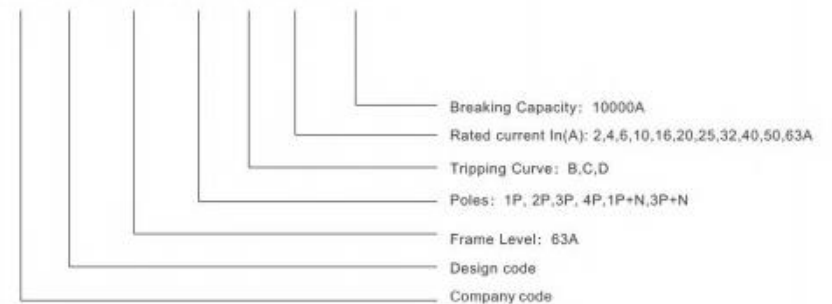 Breaking Capacity: 10000A
Rated current In(A): 2,4,6,10,16,20,25,32,40,50,63A
Tripping Curve: B,C,D
Poles: 1P, 2P,3P, 4P,1P+N,3P+N
Frame Level: 63A
Design code
Company code